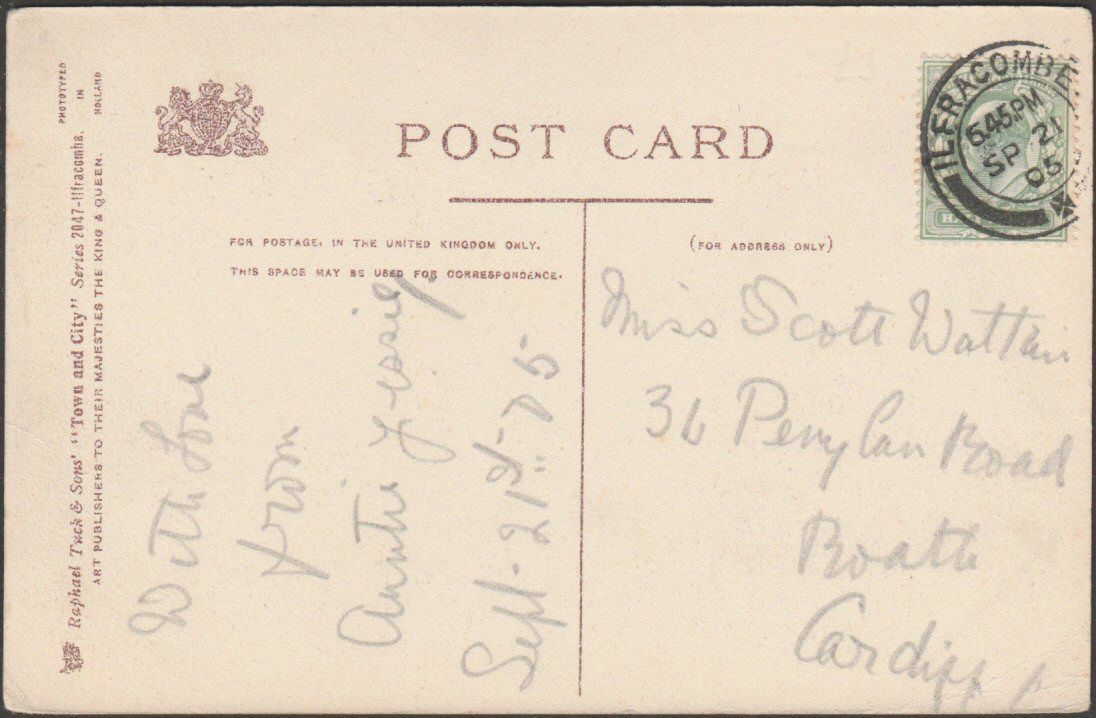 POST CARD
FOR POSTAGE, IN THE UNITED KINGDOM ONLY.
THIS SPACE MAY BE USED FOR CORRESPONDENCE.
(FOR ADDRESS ONLY)
ILFRACOMBE
6.45PM
SP 21
05
With Love
from
Auntie Jessie,
Sept. 21st. 05
Miss Scott Watkin
36 Penylan Road
Roath
Cardiff
Raphael Tuck & Sons' "Town and City" Series 2047-Ilfracombe.
ART PUBLISHERS TO THEIR MAJESTIES THE KING & QUEEN.
PHOTOTYPED IN HOLLAND